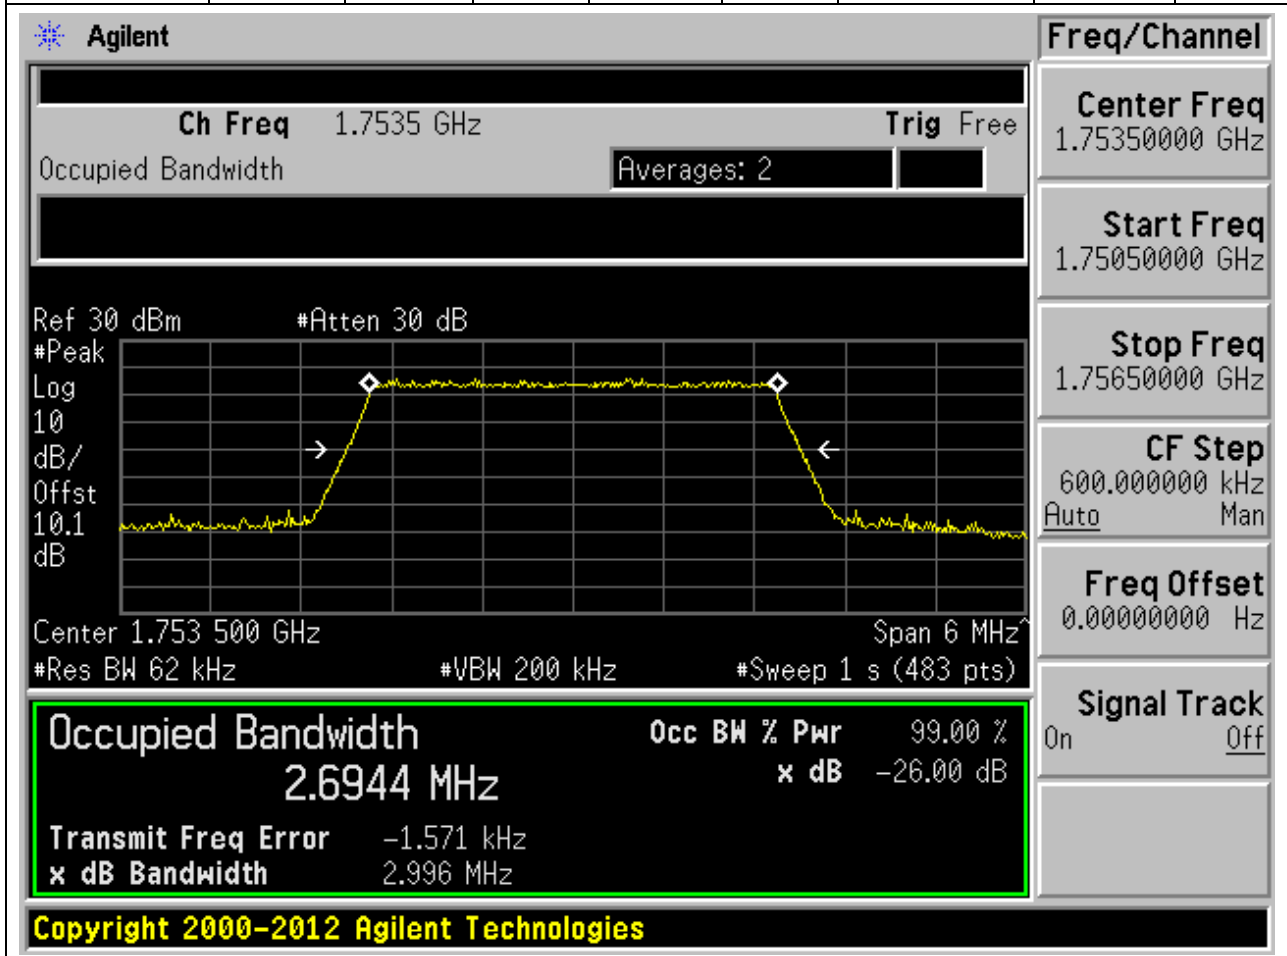 Agilent
Freq/Channel
Ch Freq 1.7535 GHz Trig Free
Occupied Bandwidth Averages: 2
Center Freq
1.75350000 GHz
Start Freq
1.75050000 GHz
Stop Freq
1.75650000 GHz
CF Step
600.000000 kHz
Auto Man
Freq Offset
0.00000000 Hz
Signal Track
On Off
Ref 30 dBm #Atten 30 dB
#Peak
Log
10
dB/
Offst
10.1
dB
Center 1.753 500 GHz Span 6 MHz^
#Res BW 62 kHz #VBW 200 kHz #Sweep 1 s (483 pts)
Occupied Bandwidth
2.6944 MHz
Occ BW % Pwr 99.00 %
x dB -26.00 dB
Transmit Freq Error -1.571 kHz
x dB Bandwidth 2.996 MHz
Copyright 2000-2012 Agilent Technologies